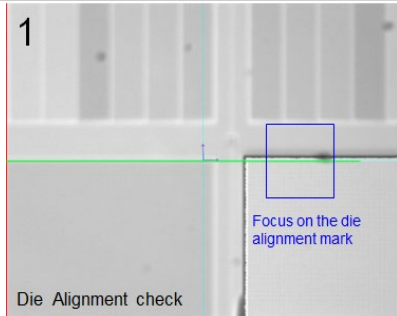 1
Focus on the die
alignment mark
Die Alignment check